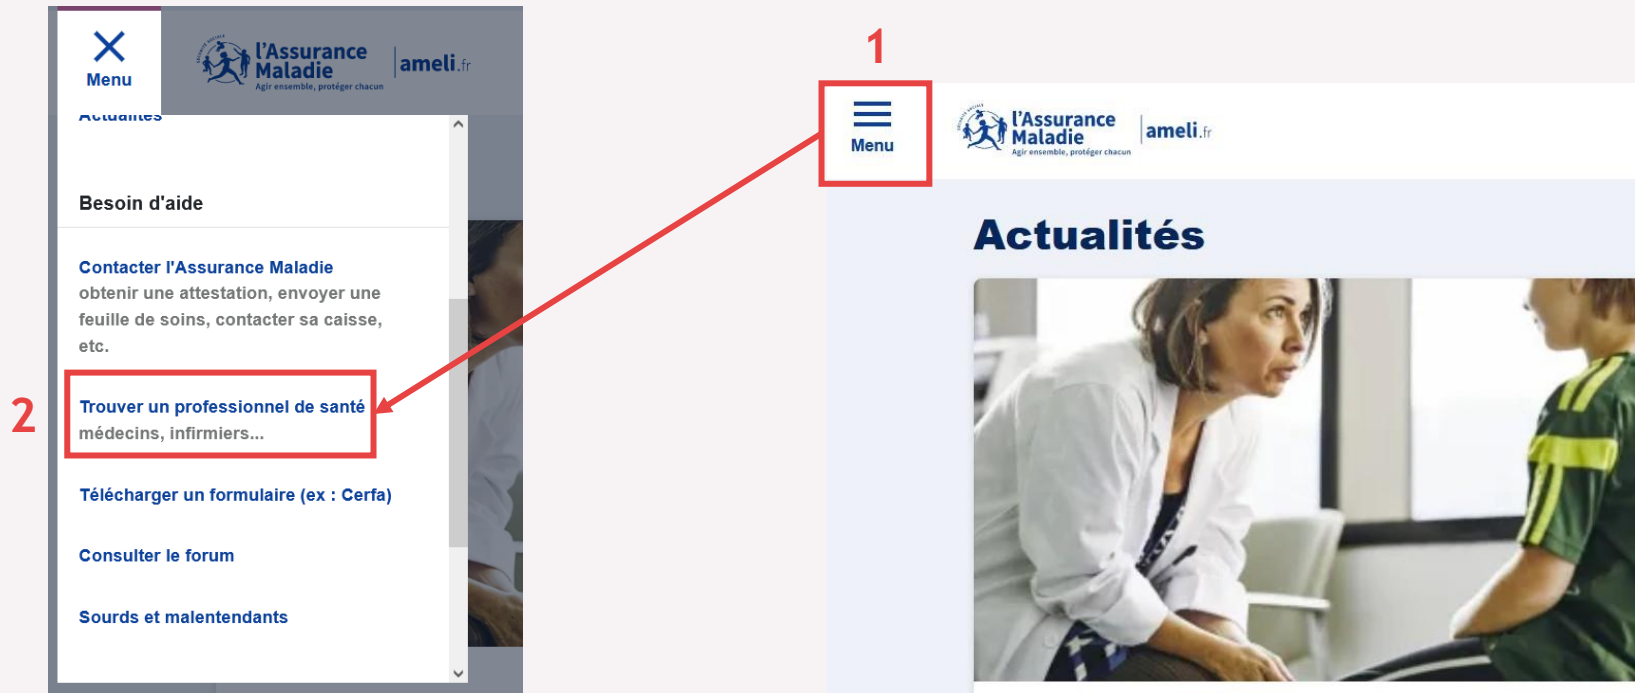 Menu
l'Assurance
Maladie
Agir ensemble, protéger chacun
ameli.fr
Actualités
Besoin d'aide
Contacter l'Assurance Maladie
obtenir une attestation, envoyer une
feuille de soins, contacter sa caisse,
etc.
2
Trouver un professionnel de santé
médecins, infirmiers...
Télécharger un formulaire (ex : Cerfa)
Consulter le forum
Sourds et malentendants
1
Menu
l'Assurance
Maladie
Agir ensemble, protéger chacun
ameli.fr
Actualités